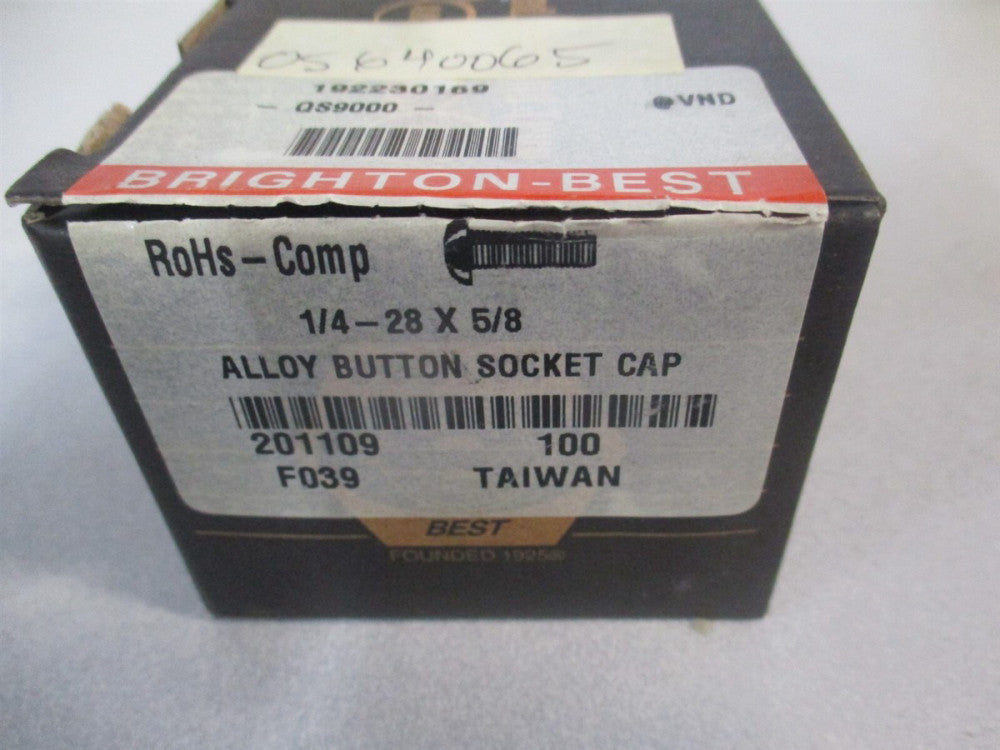 05640065
192230169
- QS9000 -
VND
BRIGHTON-BEST
RoHs-Comp
1/4-28 X 5/8
ALLOY BUTTON SOCKET CAP
201109 100
F039 TAIWAN
BEST
FOUNDED 1925®